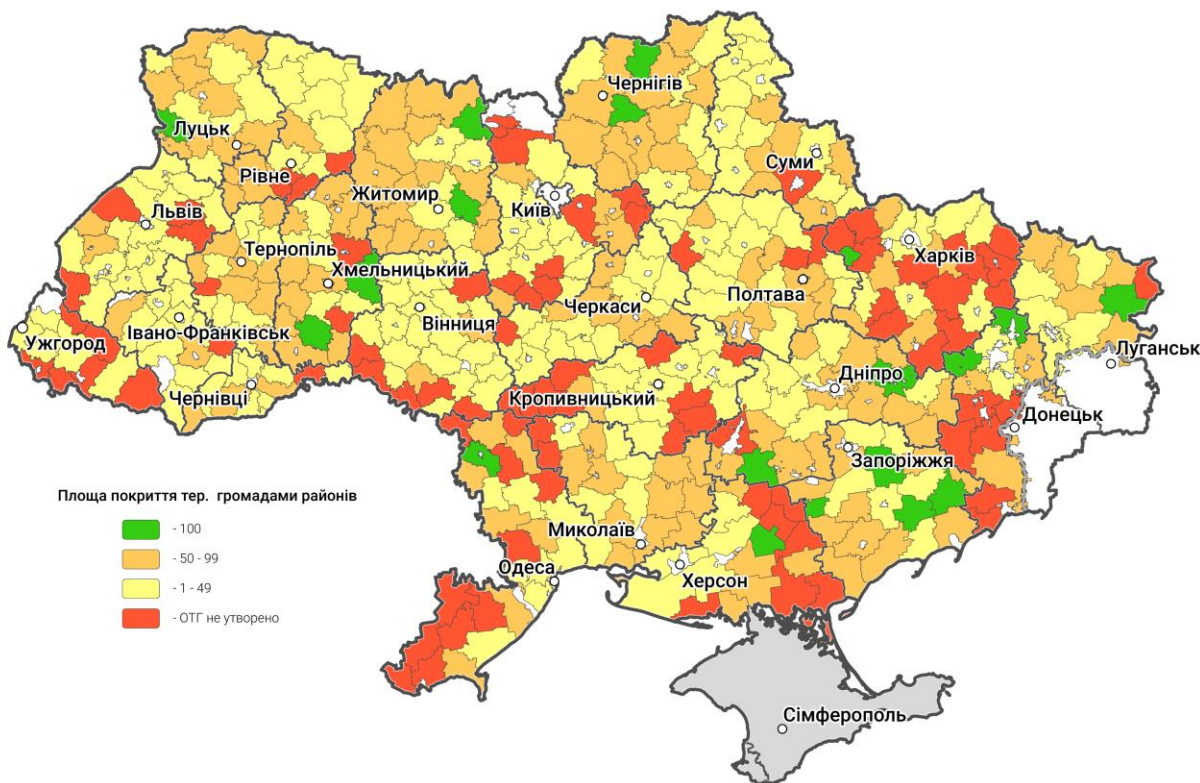 Чернігів
Луцьк
Рівне
Суми
Житомир
Київ
Львів
Харків
Тернопіль
Хмельницький
Полтава
Черкаси
Вінниця
Івано-Франківськ
Ужгород
Луганськ
Дніпро
Чернівці
Кропивницький
Донецьк
Запоріжжя
Площа покриття тер. громадами районів
- 100
- 50 - 99
- 1 - 49
- ОТГ не утворено
Миколаїв
Одеса
Херсон
Сімферополь